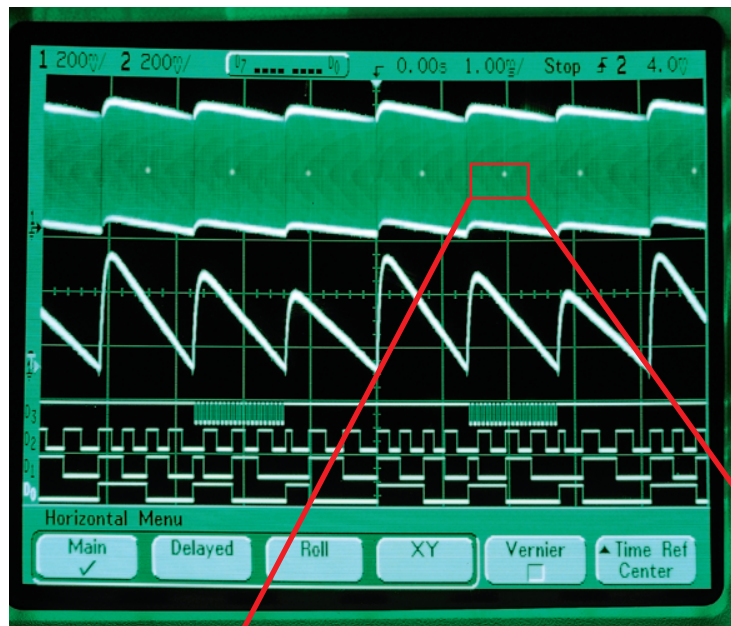 1 200mV/ 2 200mV/ D7 D0 0.00s 1.00ms/ Stop 2 4.0V
D3
D2
D1
D0
Horizontal Menu
Main Delayed Roll XY Vernier Time Ref
Center